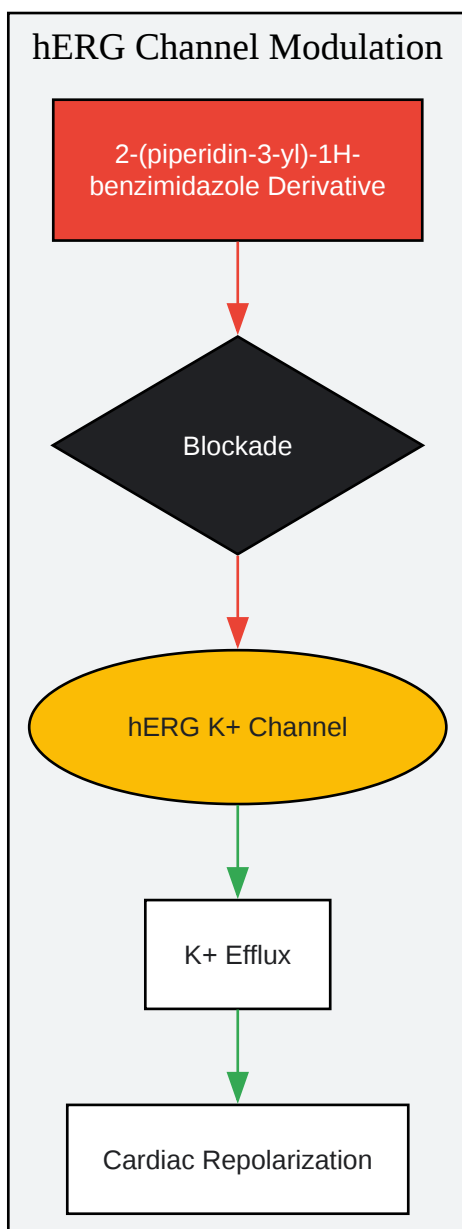 hERG Channel Modulation
2-(piperidin-3-yl)-1H-
benzimidazole Derivative
Blockade
hERG K+ Channel
K+ Efflux
Cardiac Repolarization